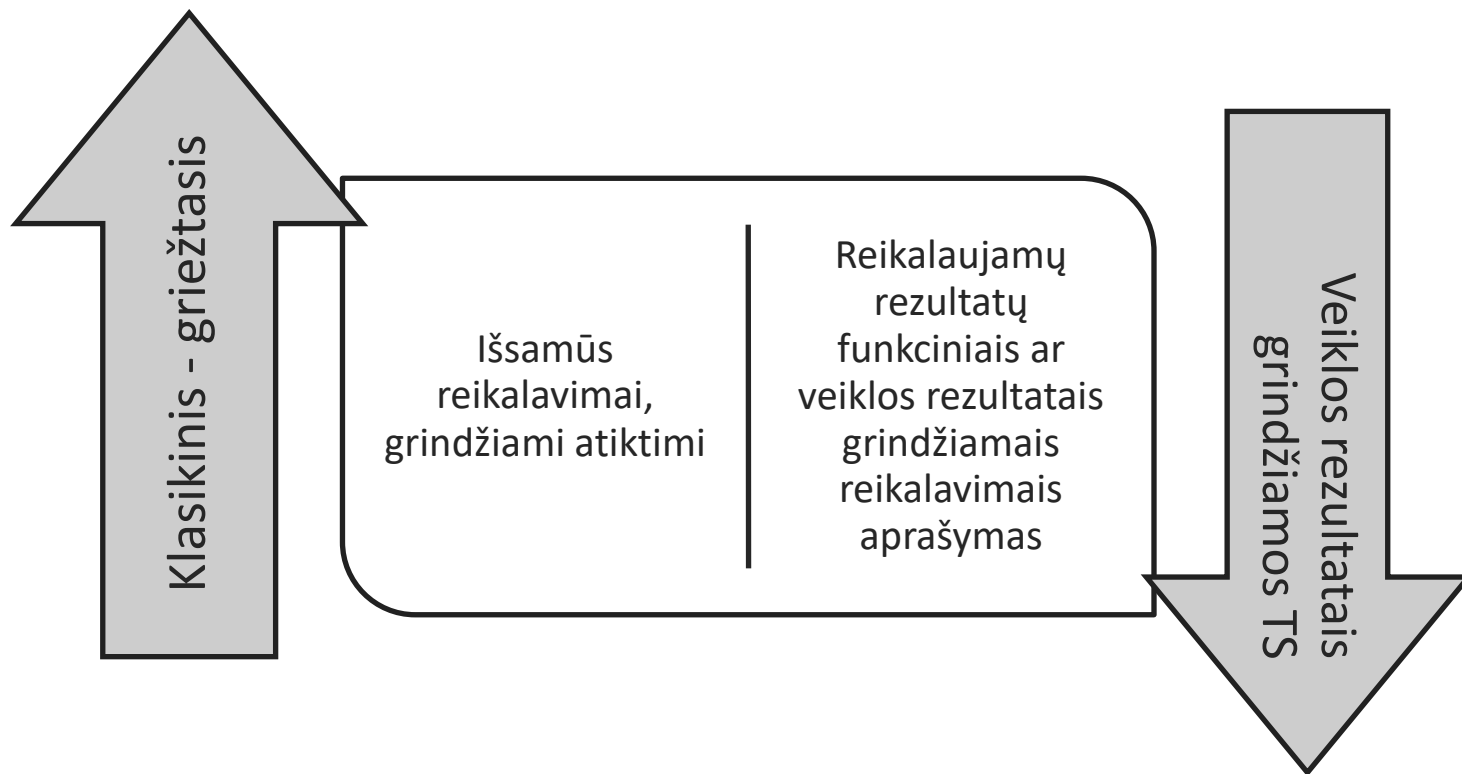 Klasikinis - griežtasis
Išsamūs
reikalavimai,
grindžiami atiktimi
Reikalaujamų
rezultatų
funkciniais ar
veiklos rezultatais
grindžiamais
reikalavimais
aprašymas
Veiklos rezultatais
grindžiamos TS